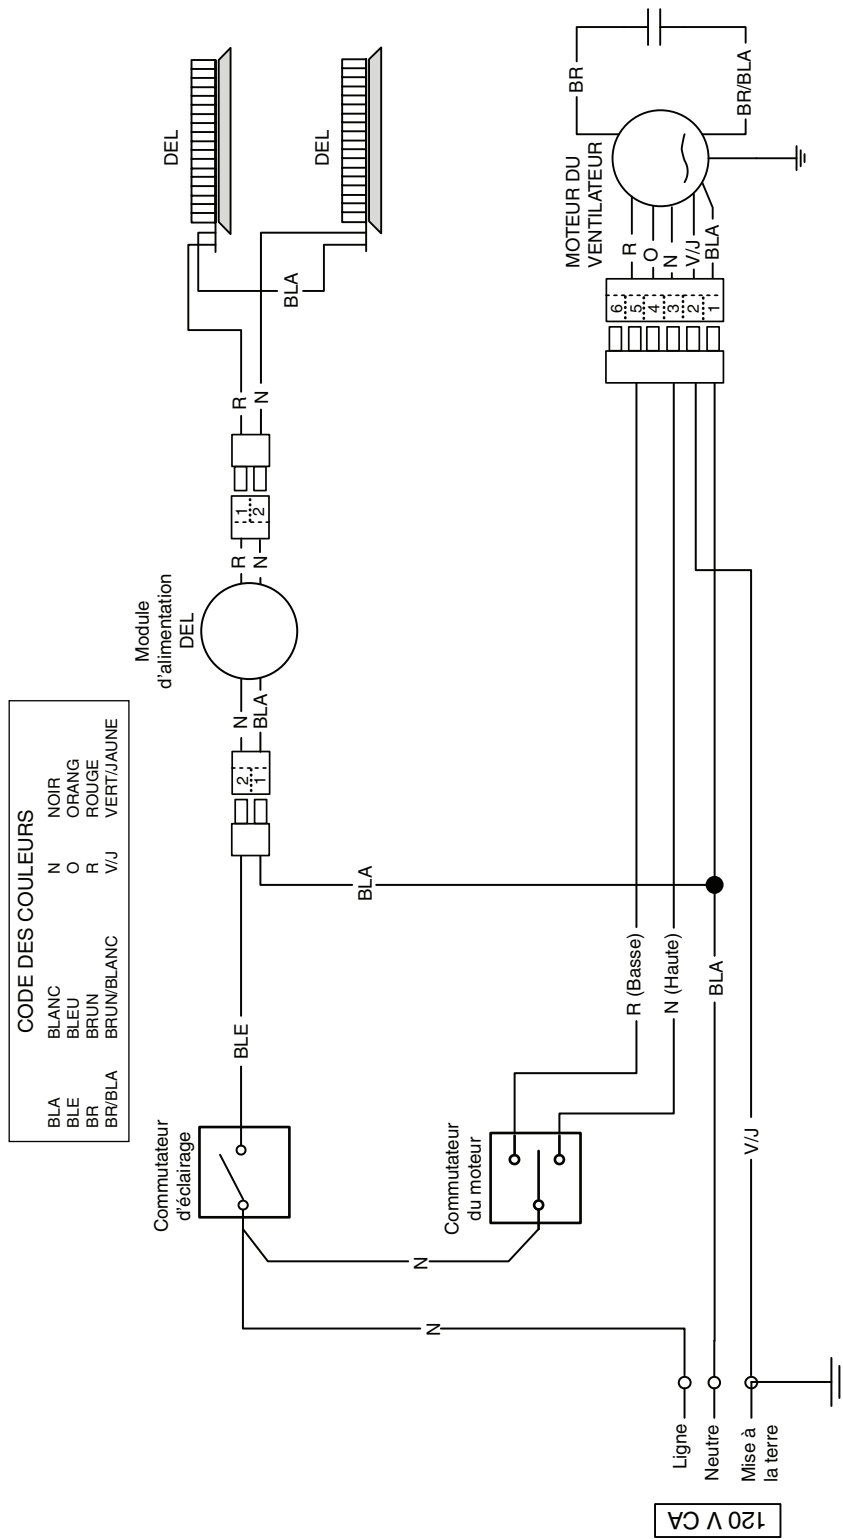 CODE DES COULEURS
BLA BLANC N NOIR
BLE BLEU O ORANG
BR BRUN R ROUGE
BR/BLA BRUN/BLANC V/J VERT/JAUNE
DEL
DEL
BLA
R
N
1
2
R
N
Module
d'alimentation
DEL
N
BLA
2
1
BLA
BLE
Commutateur
d'éclairage
Commutateur
du moteur
N
N
R (Basse)
N (Haute)
BLA
V/J
MOTEUR DU
VENTILATEUR
BR
BR/BLA
R
O
N
V/J
BLA
6
5
4
3
2
1
Ligne
Neutre
Mise à
la terre
120 V CA